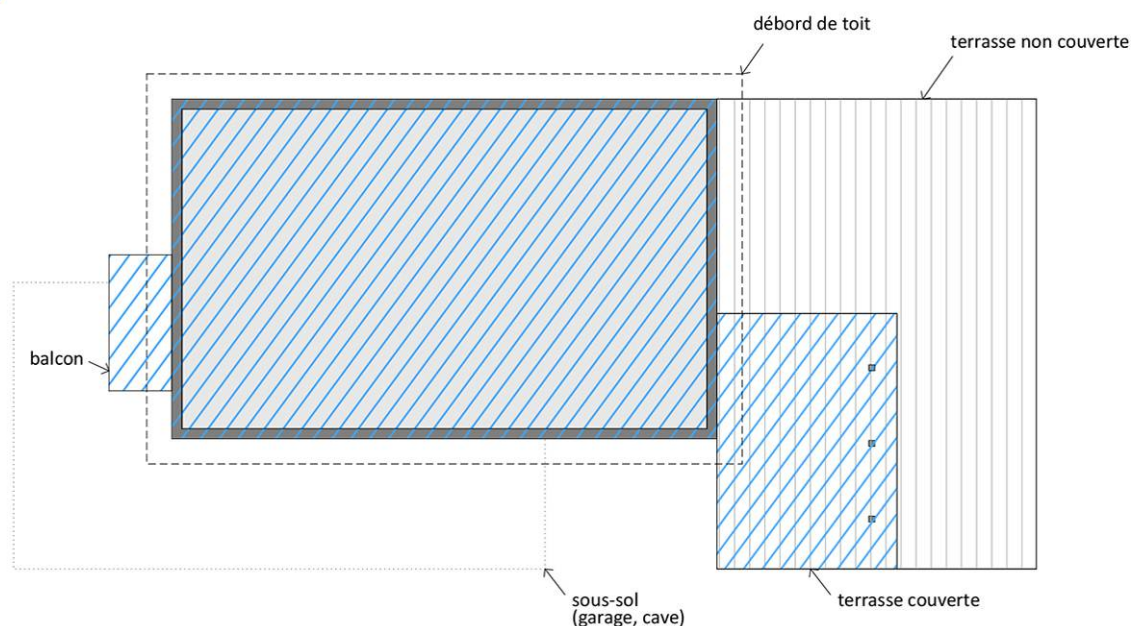 débord de toit
terrasse non couverte
balcon
sous-sol
(garage, cave)
terrasse couverte